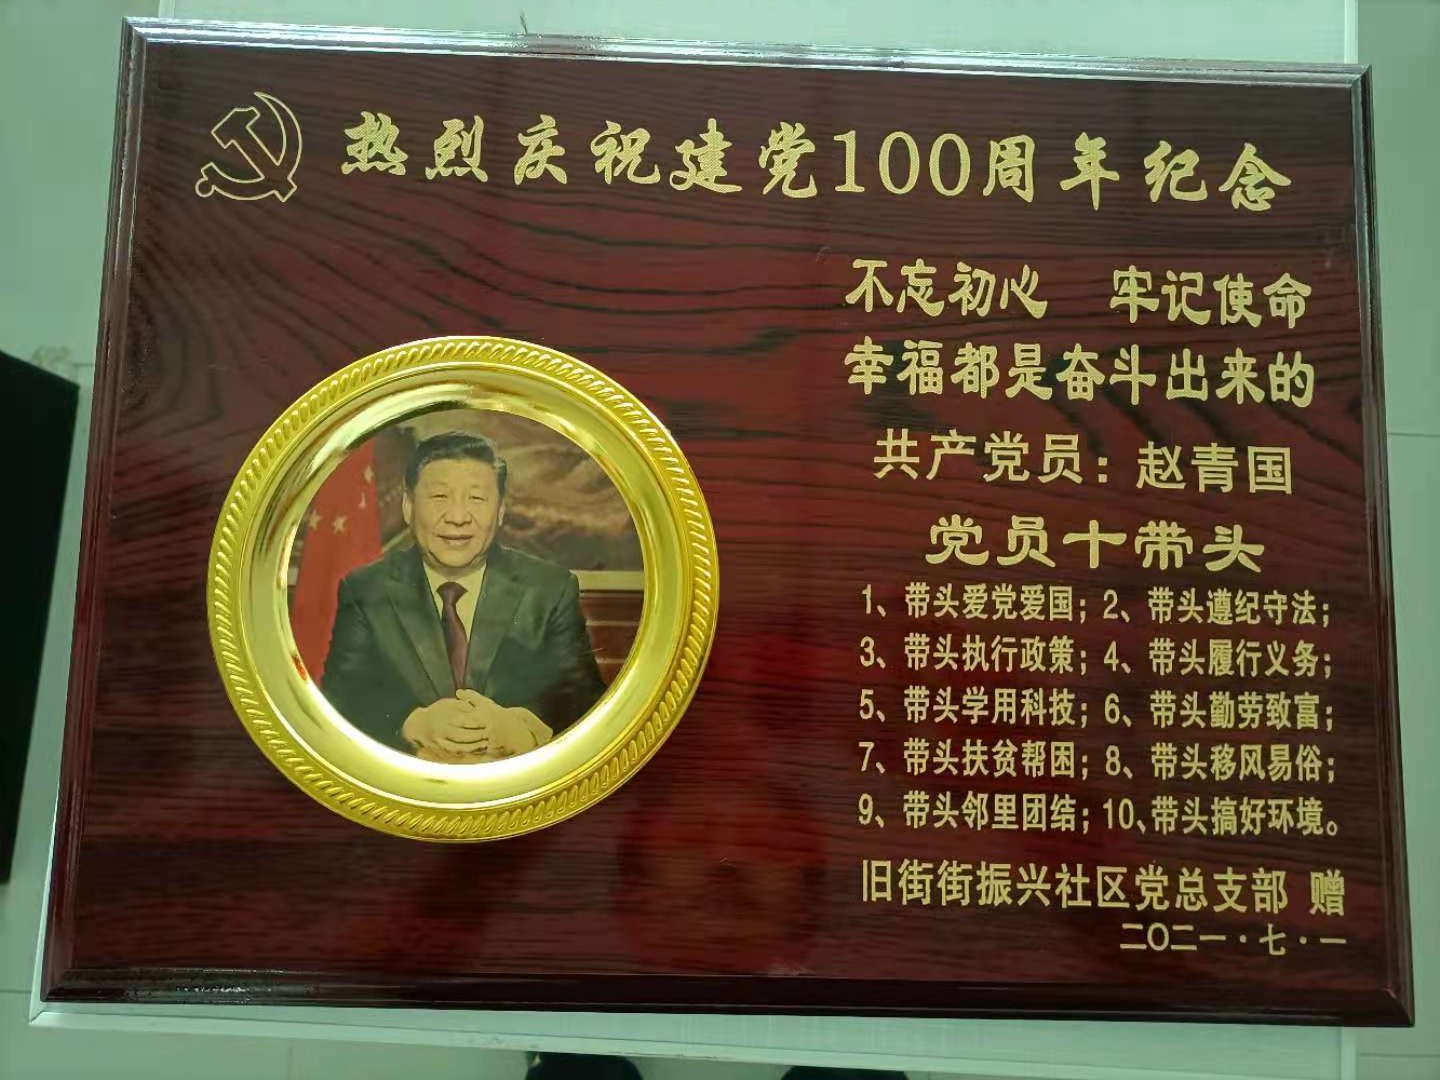 热烈庆祝建党100周年纪念
不忘初心 牢记使命
幸福都是奋斗出来的
共产党员：赵青国
党员十带头
1、带头爱党爱国；2、带头遵纪守法；
3、带头执行政策；4、带头履行义务；
5、带头学用科技；6、带头勤劳致富；
7、带头扶贫帮困；8、带头移风易俗；
9、带头邻里团结；10、带头搞好环境。
旧街街振兴社区党总支部 赠
二〇二一·七·一